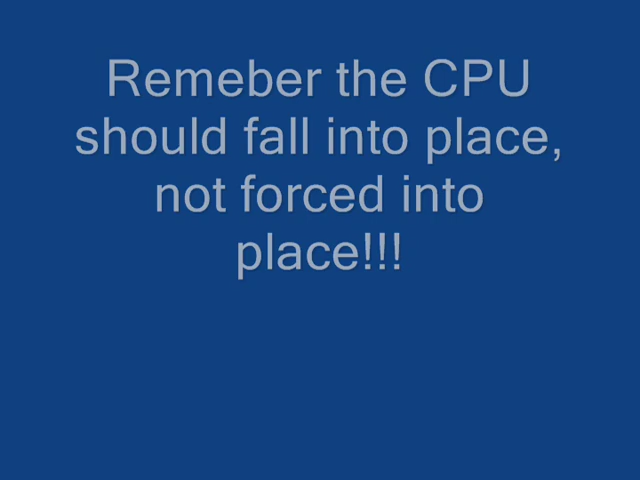 Remeber the CPU
should fall into place,
not forced into
place!!!